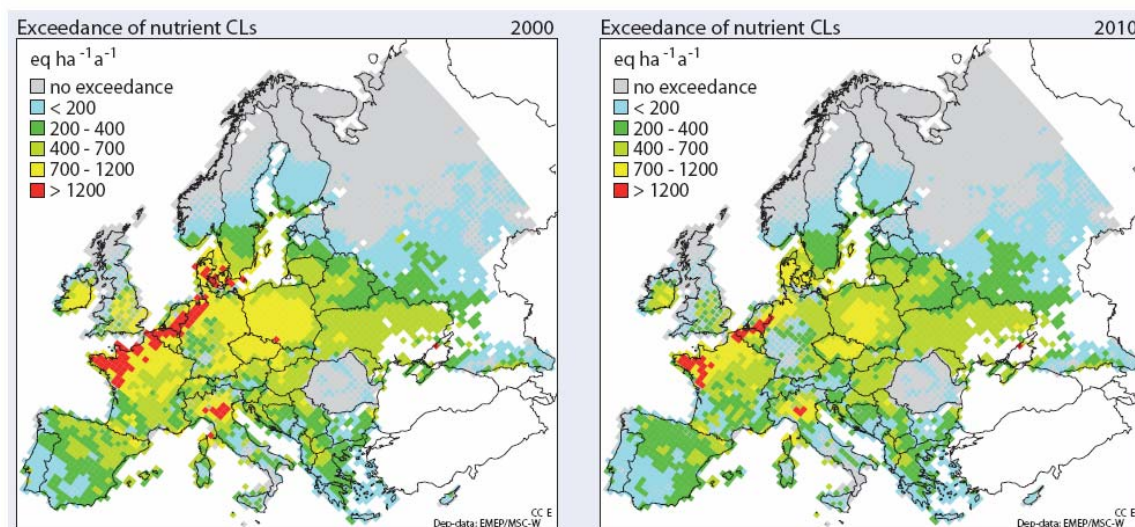 Exceedance of nutrient CLs 2000
eq ha⁻¹a⁻¹
no exceedance
< 200
200 - 400
400 - 700
700 - 1200
> 1200
CC E
Dep-data: EMEP/MSC-W
Exceedance of nutrient CLs 2010
eq ha⁻¹a⁻¹
no exceedance
< 200
200 - 400
400 - 700
700 - 1200
> 1200
CC E
Dep-data: EMEP/MSC-W